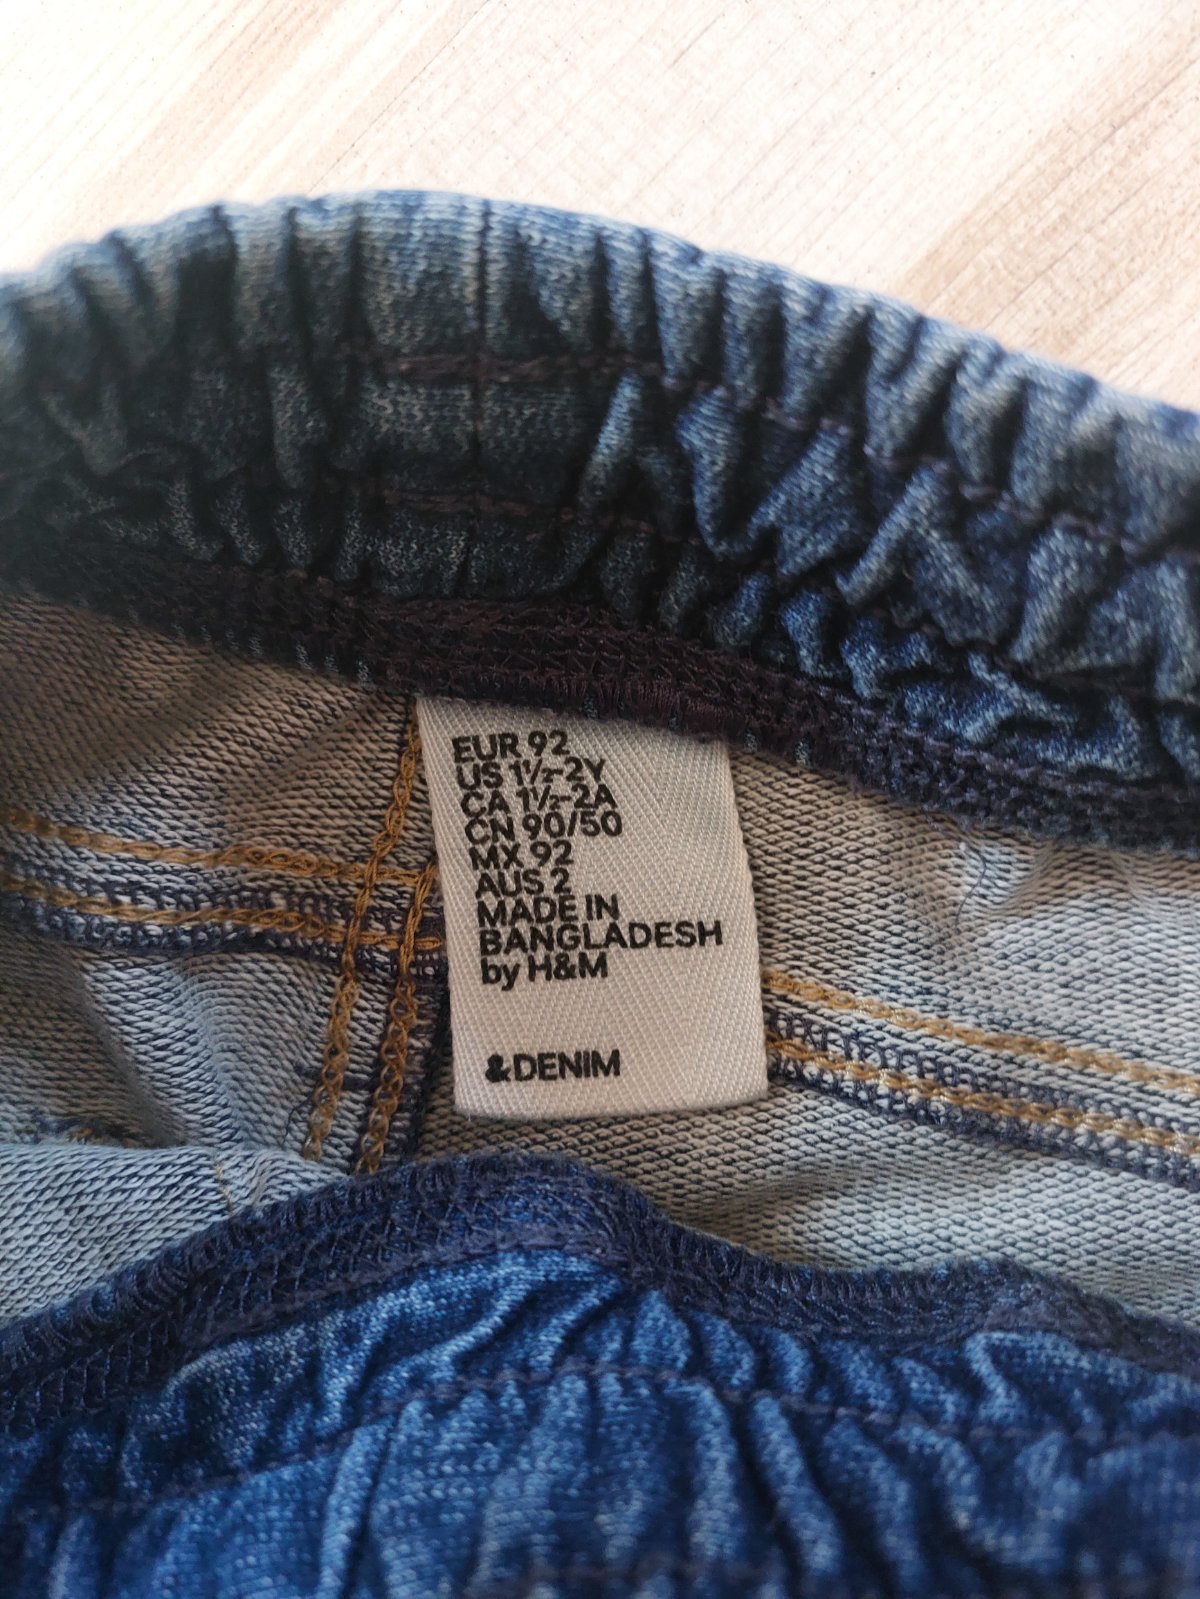 EUR 92
US 1½-2Y
CA 1½-2A
CN 90/50
MX 92
AUS 2
MADE IN
BANGLADESH
by H&M
&DENIM